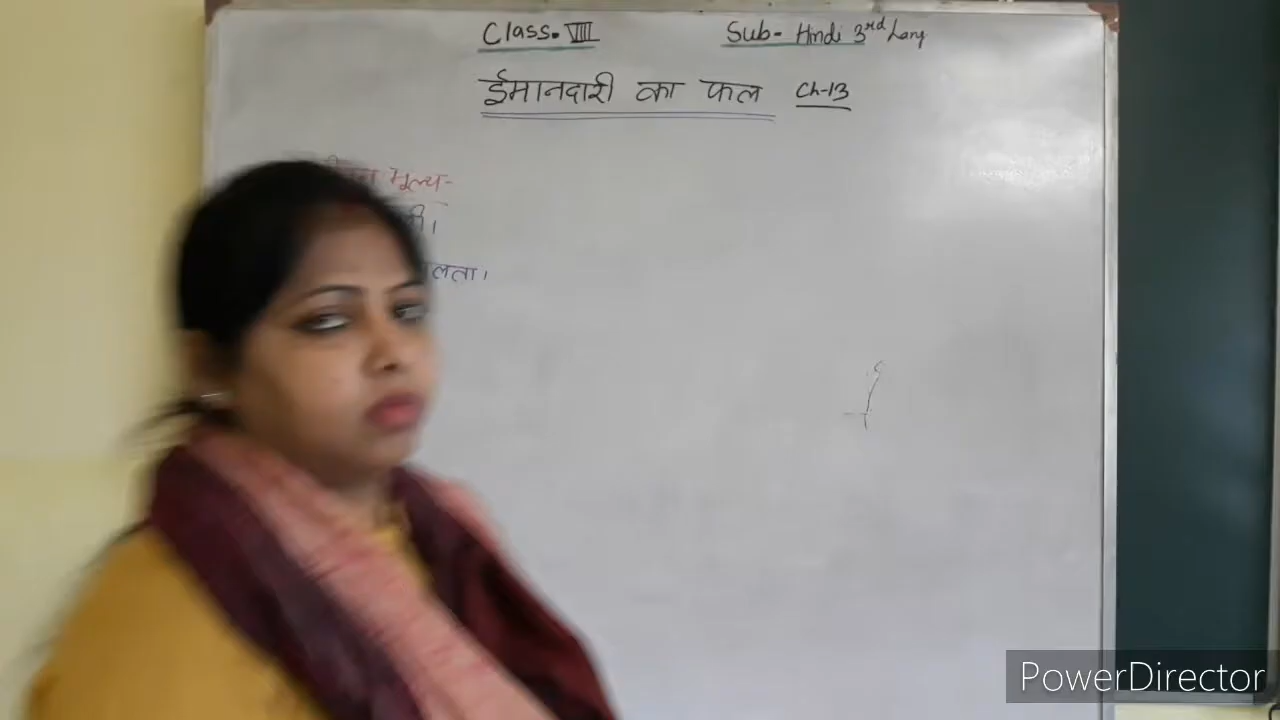 Class. VIII Sub- Hindi 3rd Lang
ईमानदारी का फल Ch-13
मूल्य-
PowerDirector